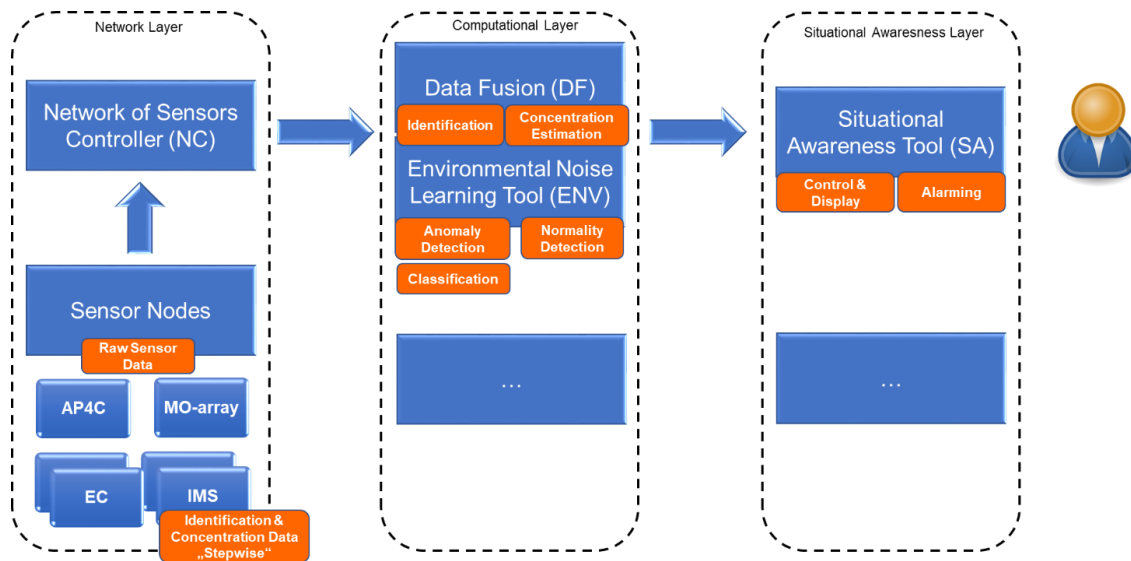 Network Layer
Network of Sensors
Controller (NC)
Sensor Nodes
Raw Sensor
Data
AP4C
MO-array
EC
IMS
Identification &
Concentration Data
„Stepwise“
Computational Layer
Data Fusion (DF)
Identification
Concentration
Estimation
Environmental Noise
Learning Tool (ENV)
Anomaly
Detection
Normality
Detection
Classification
...
Situational Awaresness Layer
Situational
Awareness Tool (SA)
Control &
Display
Alarming
...